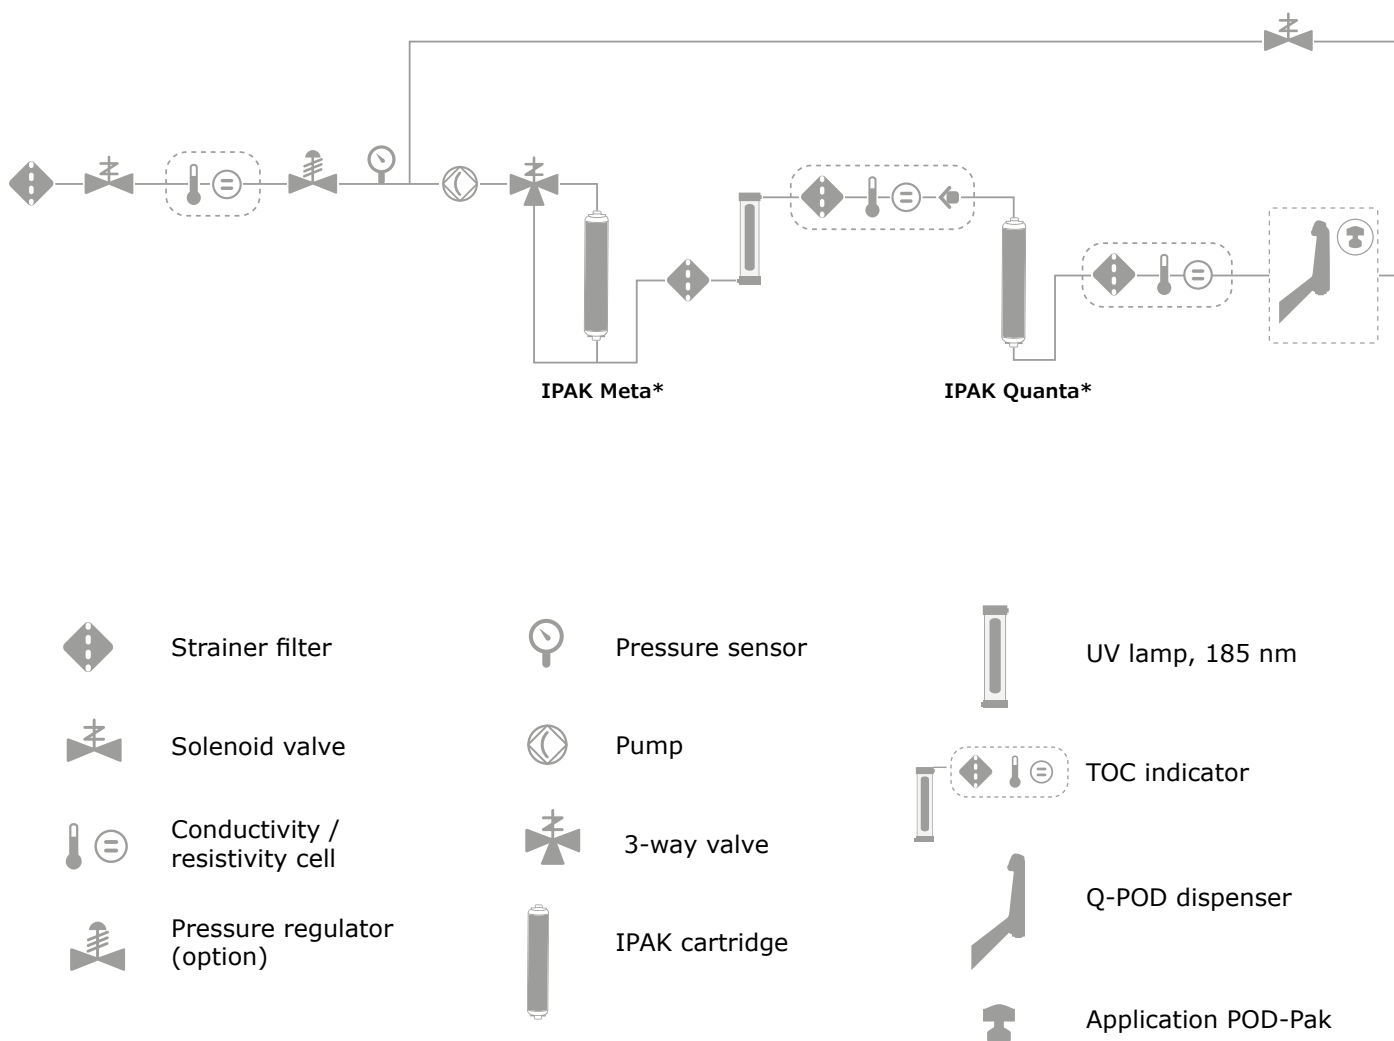 IPAK Meta*
IPAK Quanta*
Strainer filter
Solenoid valve
Conductivity /
resistivity cell
Pressure regulator
(option)
Pressure sensor
Pump
3-way valve
IPAK cartridge
UV lamp, 185 nm
TOC indicator
Q-POD dispenser
Application POD-Pak